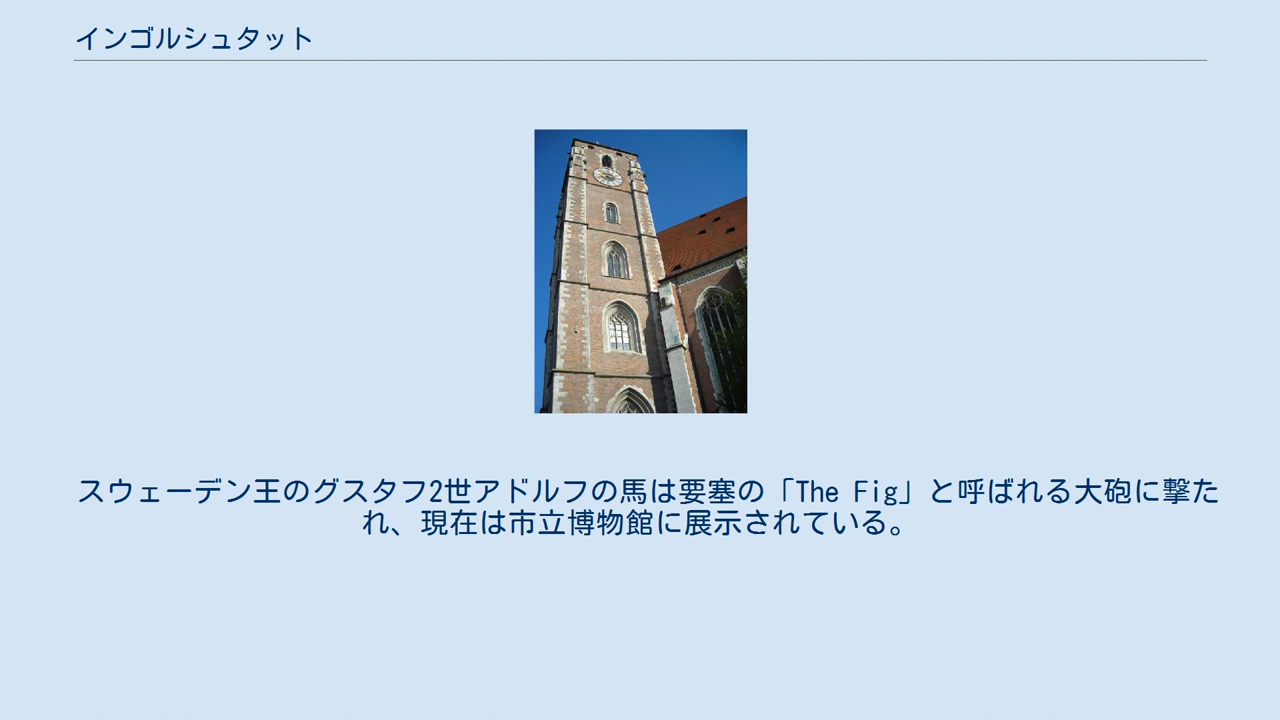 インゴルシュタット
スウェーデン王のグスタフ2世アドルフの馬は要塞の「The Fig」と呼ばれる大砲に撃た
れ、現在は市立博物館に展示されている。